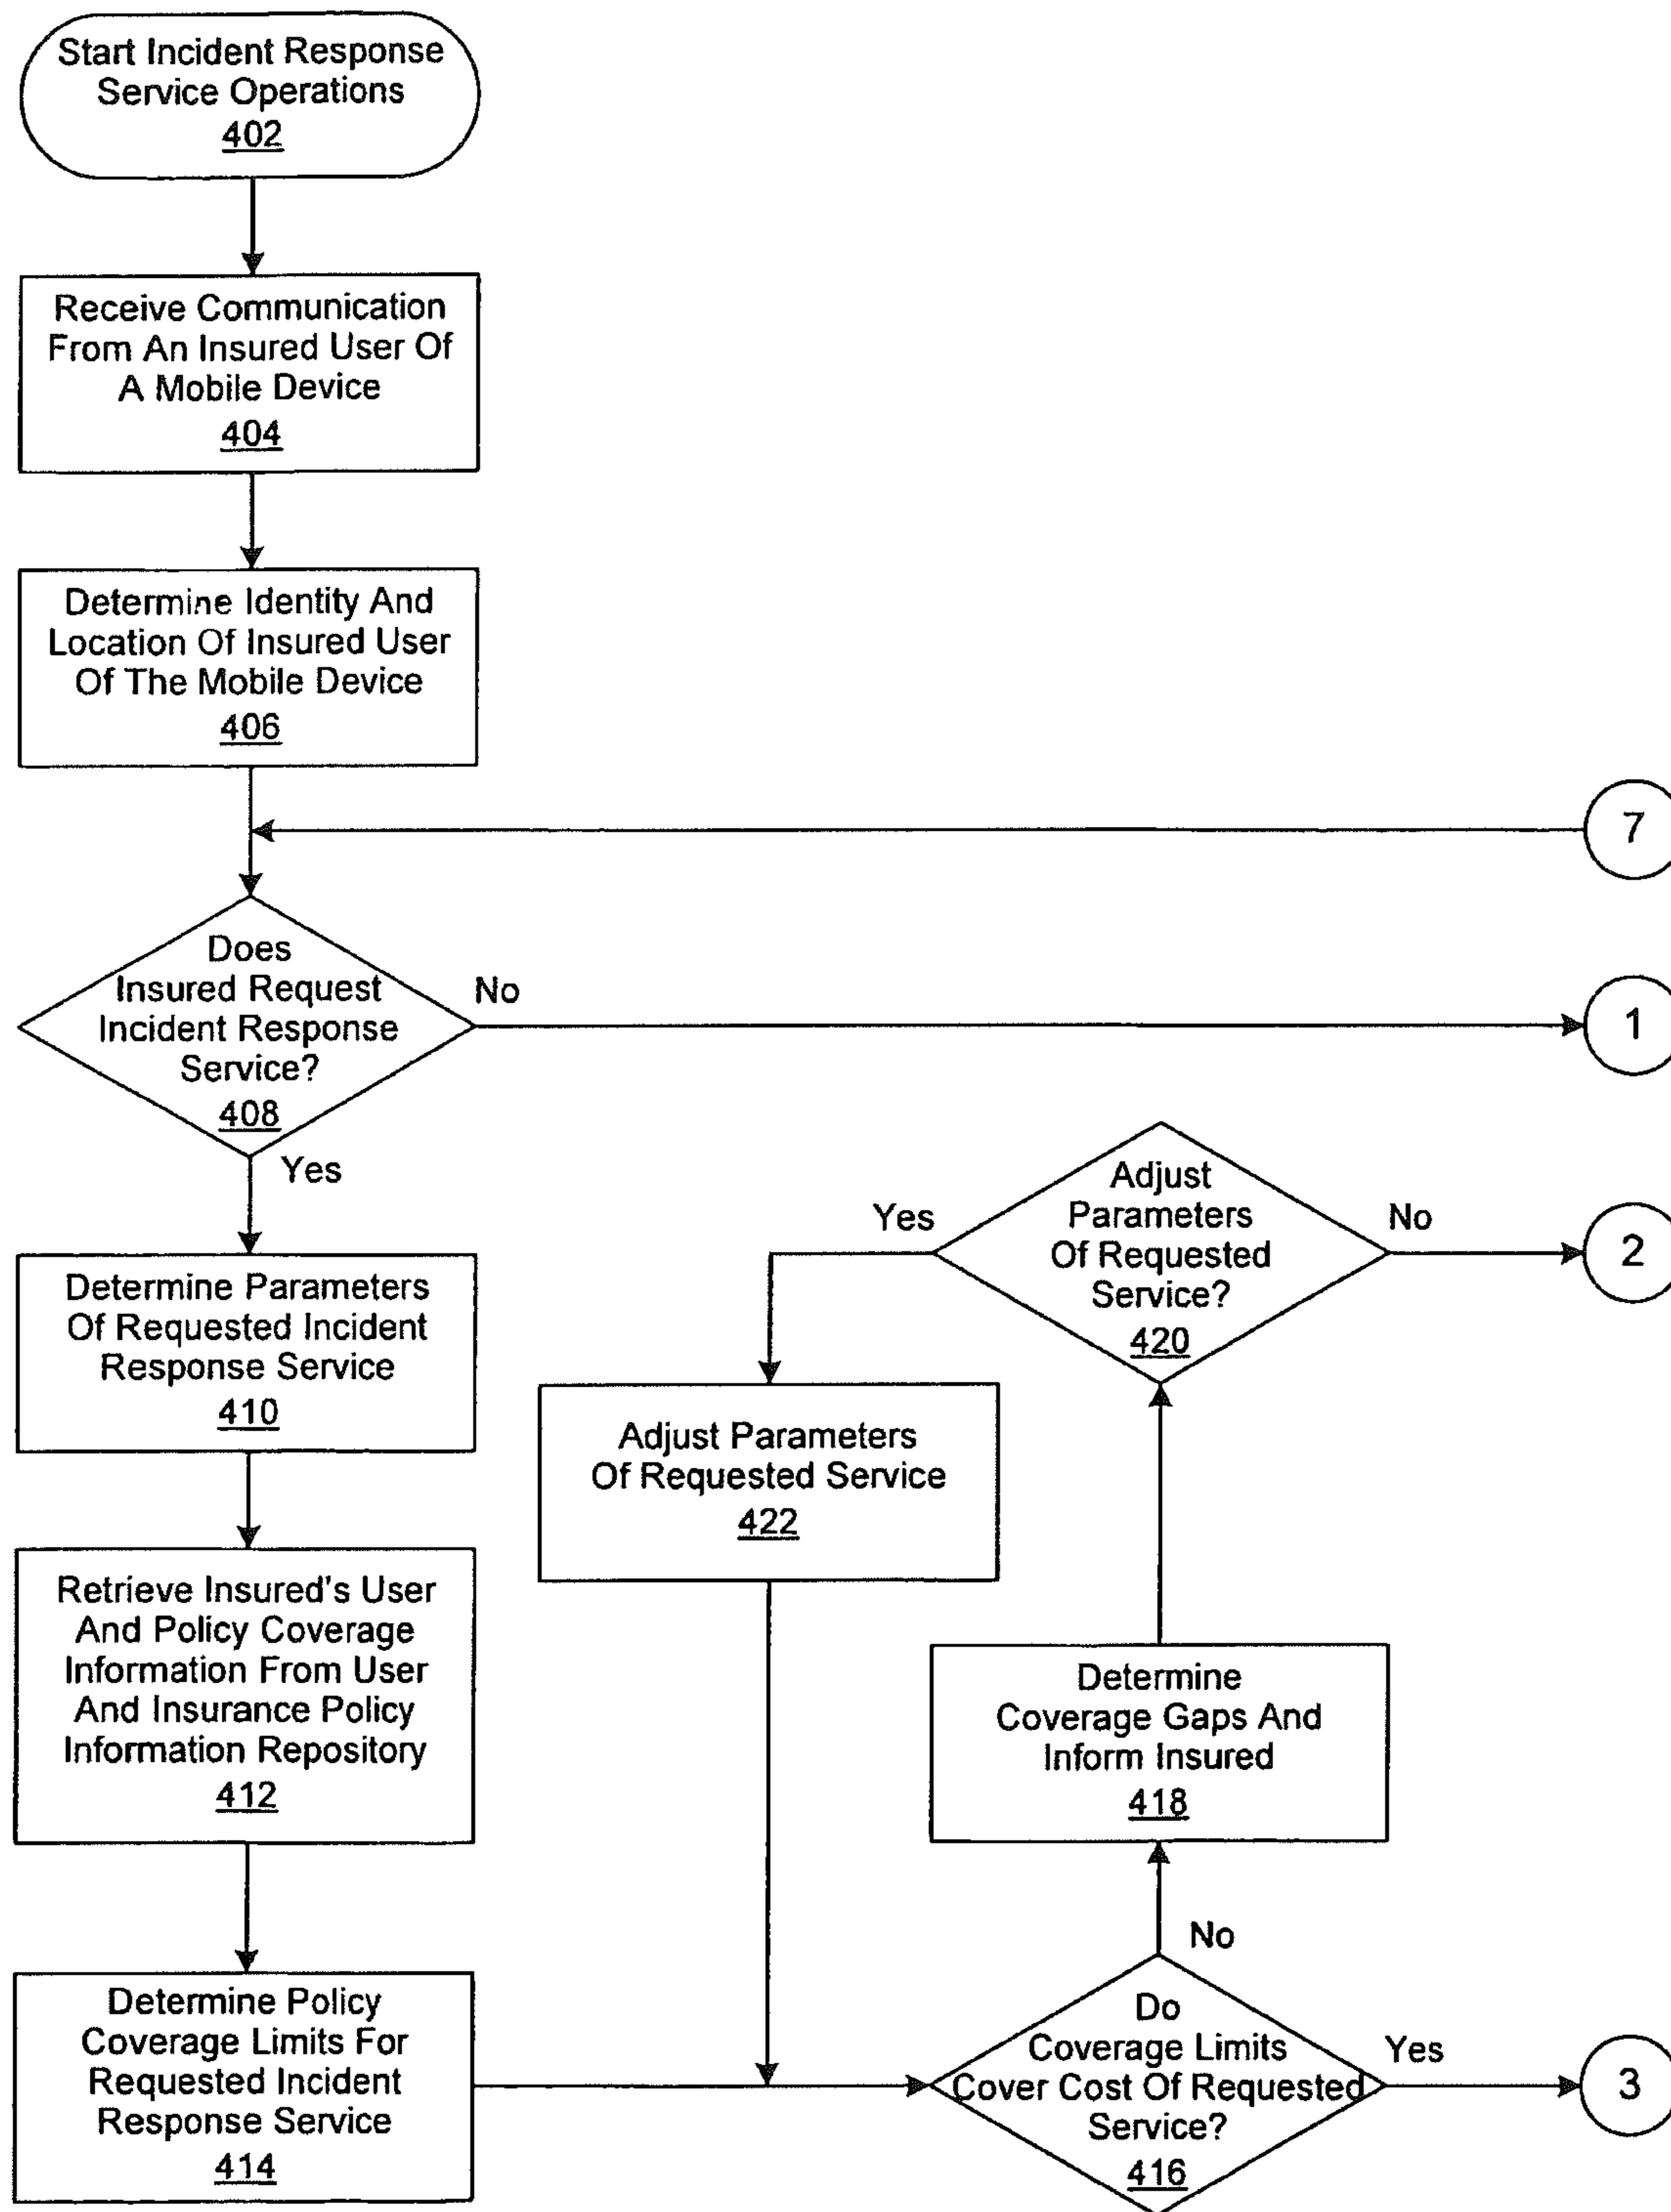 Start Incident Response
Service Operations
402
Receive Communication
From An Insured User Of
A Mobile Device
404
Determine Identity And
Location Of Insured User
Of The Mobile Device
406
7
Does
Insured Request
Incident Response
Service?
408
No
1
Yes
Determine Parameters
Of Requested Incident
Response Service
410
Retrieve Insured's User
And Policy Coverage
Information From User
And Insurance Policy
Information Repository
412
Determine Policy
Coverage Limits For
Requested Incident
Response Service
414
Adjust
Parameters
Of Requested
Service?
420
Yes
No
2
Adjust Parameters
Of Requested Service
422
Determine
Coverage Gaps And
Inform Insured
418
No
Do
Coverage Limits
Cover Cost Of Requested
Service?
416
Yes
3